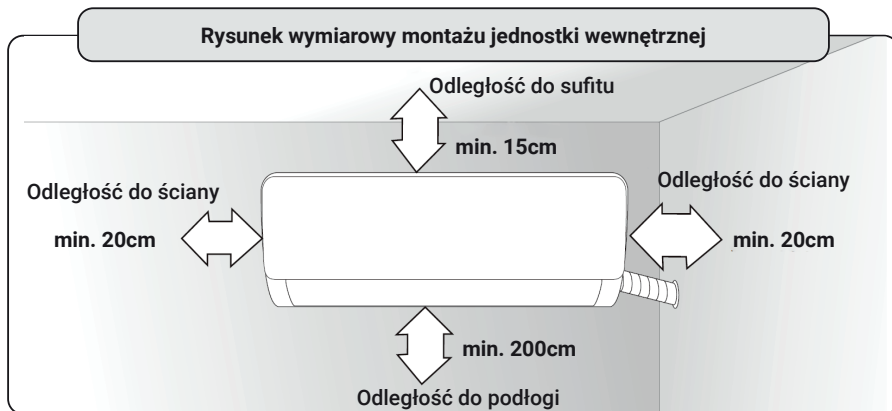 Rysunek wymiarowy montażu jednostki wewnętrznej
Odległość do sufitu
min. 15cm
Odległość do ściany
min. 20cm
Odległość do ściany
min. 20cm
min. 200cm
Odległość do podłogi